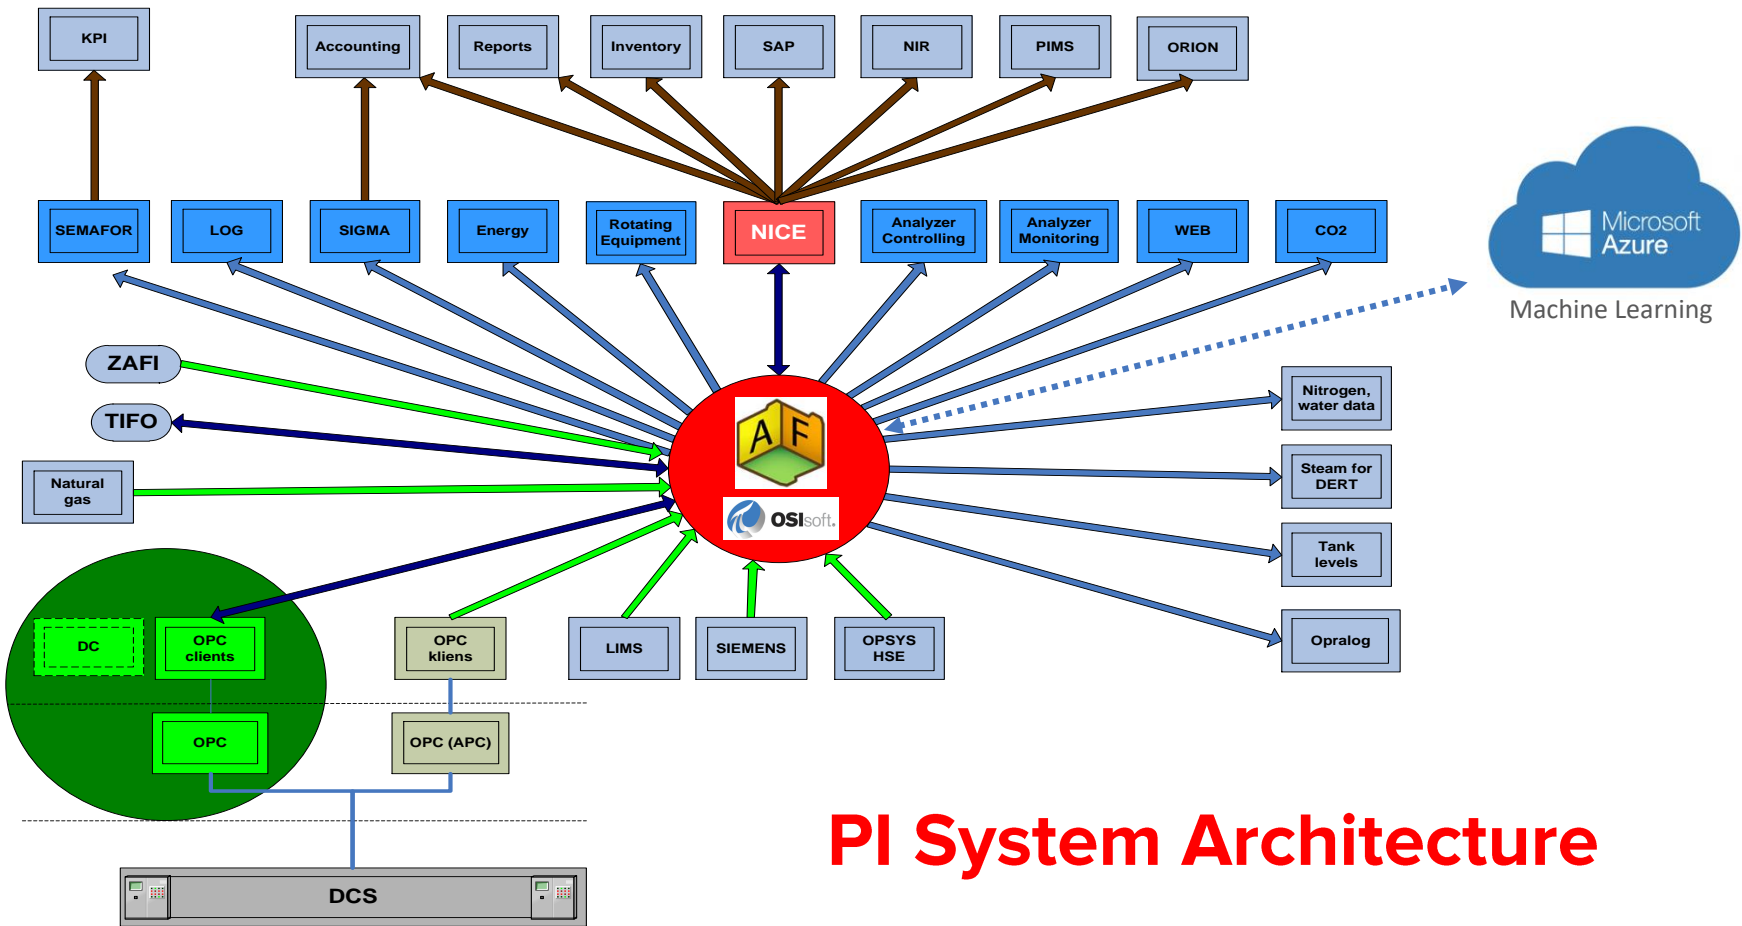 KPI
Accounting
Reports
Inventory
SAP
NIR
PIMS
ORION
SEMAFOR
LOG
SIGMA
Energy
Rotating
Equipment
NICE
Analyzer
Controlling
Analyzer
Monitoring
WEB
CO2
Microsoft
Azure
Machine Learning
ZAFI
TIFO
Natural
gas
AF
OSIsoft.
Nitrogen,
water data
Steam for
DERT
Tank
levels
Opralog
DC
OPC
clients
OPC
kliens
LIMS
SIEMENS
OPSYS
HSE
OPC
OPC (APC)
PI System Architecture
DCS